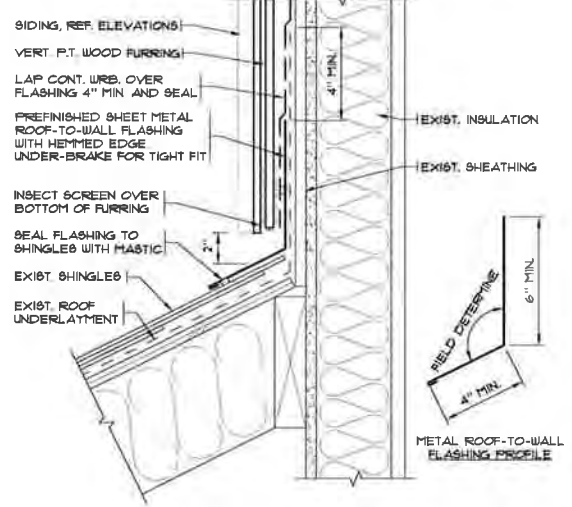 SIDING, REF. ELEVATIONS
VERT. P.T. WOOD FURRING
LAP CONT. WRB. OVER
FLASHING 4" MIN. AND SEAL
PREFINISHED SHEET METAL
ROOF-TO-WALL FLASHING
WITH HEMMED EDGE
UNDER-BRAKE FOR TIGHT FIT
INSECT SCREEN OVER
BOTTOM OF FURRING
SEAL FLASHING TO
SHINGLES WITH MASTIC
EXIST. SHINGLES
EXIST. ROOF
UNDERLAYMENT
2"
4" MIN.
EXIST. INSULATION
EXIST. SHEATHING
FIELD DETERMINE
6" MIN.
4" MIN.
METAL ROOF-TO-WALL
FLASHING PROFILE